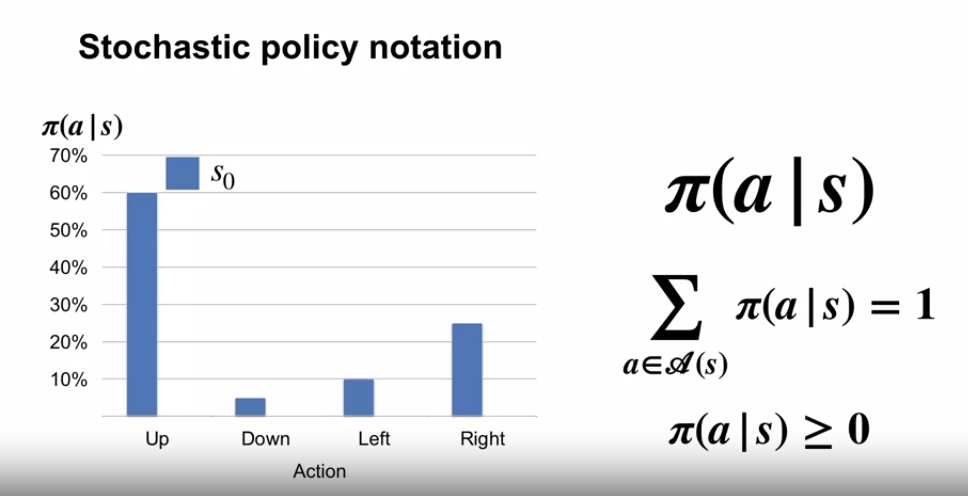 Stochastic policy notation
π(a|s)
70%
60%
50%
40%
30%
20%
10%
s₀
Up Down Left Right
Action
π(a|s)
∑ π(a|s) = 1
a∈𝒜(s)
π(a|s) ≥ 0